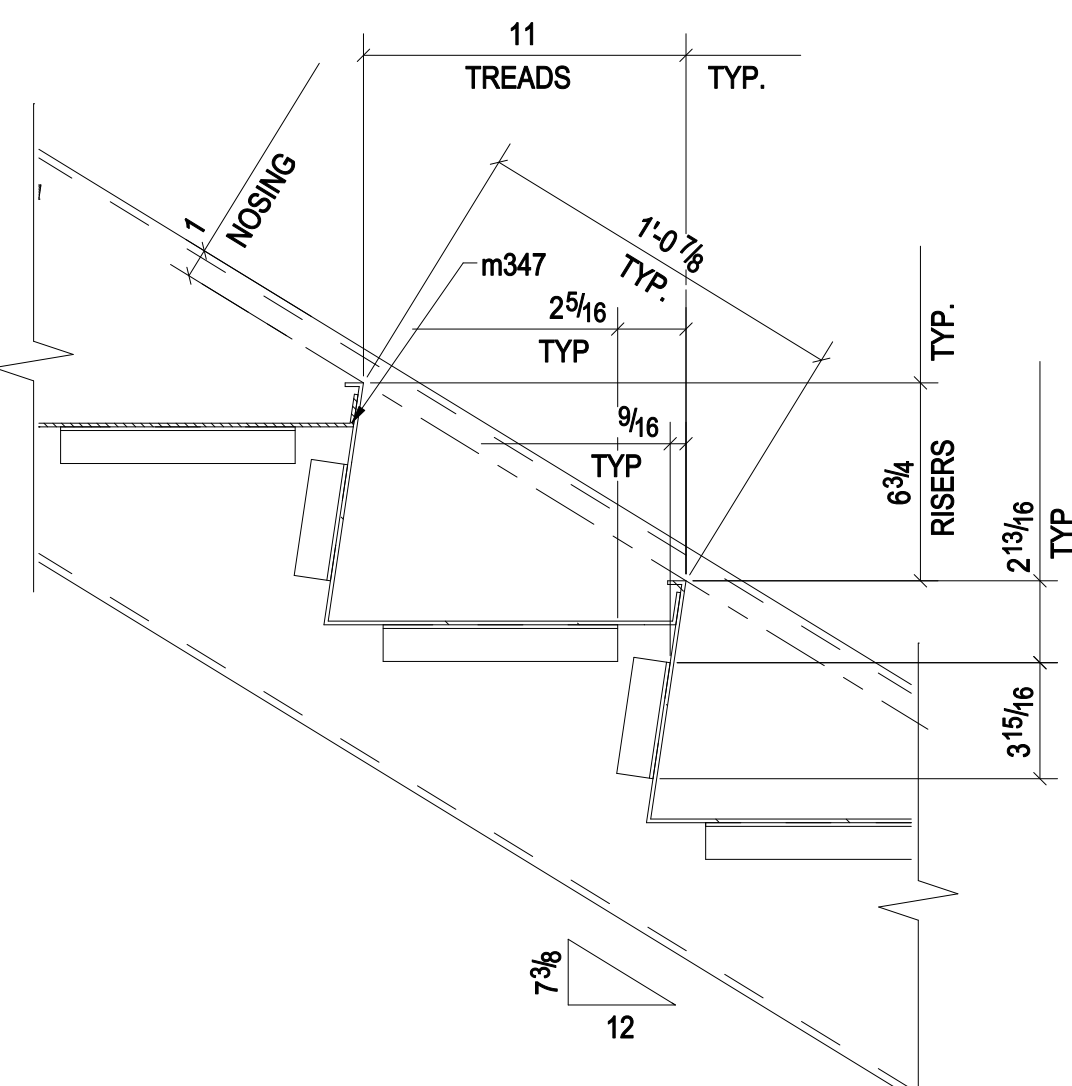 11
TREADS
TYP.
1
NOSING
1'-0 7/8
TYP.
m347
2 5/16
TYP
9/16
TYP
TYP.
6 3/4
RISERS
2 13/16
TYP
3 15/16
7 3/8
12